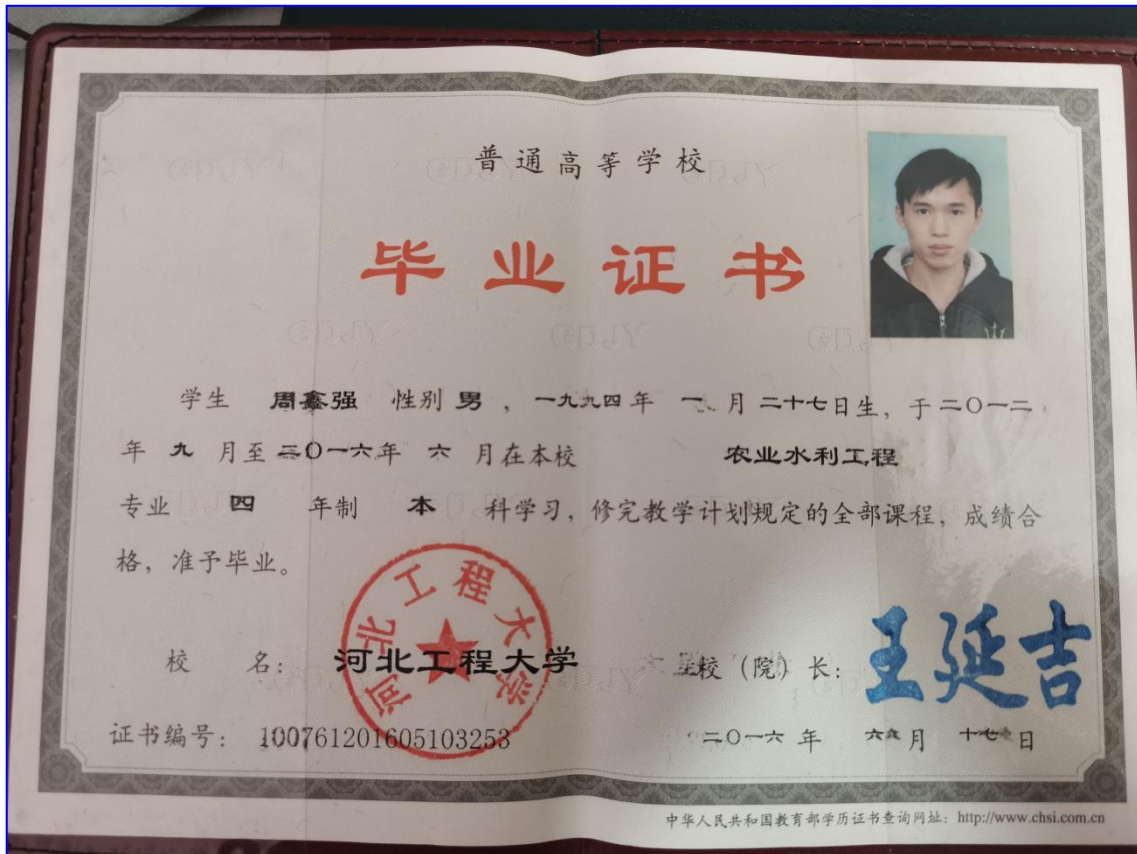 普通高等学校
毕业证书
学生 周鑫强 性别 男 ，一九九四年 一 月 二十七日生，于二〇一二
年 九 月至 二〇一六年 六 月在本校 农业水利工程
专业 四 年制 本 科学习，修完教学计划规定的全部课程，成绩合
格，准予毕业。
河北工程大学
校 名： 河北工程大学 校（院）长： 王延吉
证书编号： 100761201605103253 二〇一六 年 六 月 十七 日
中华人民共和国教育部学历证书查询网址：http://www.chsi.com.cn